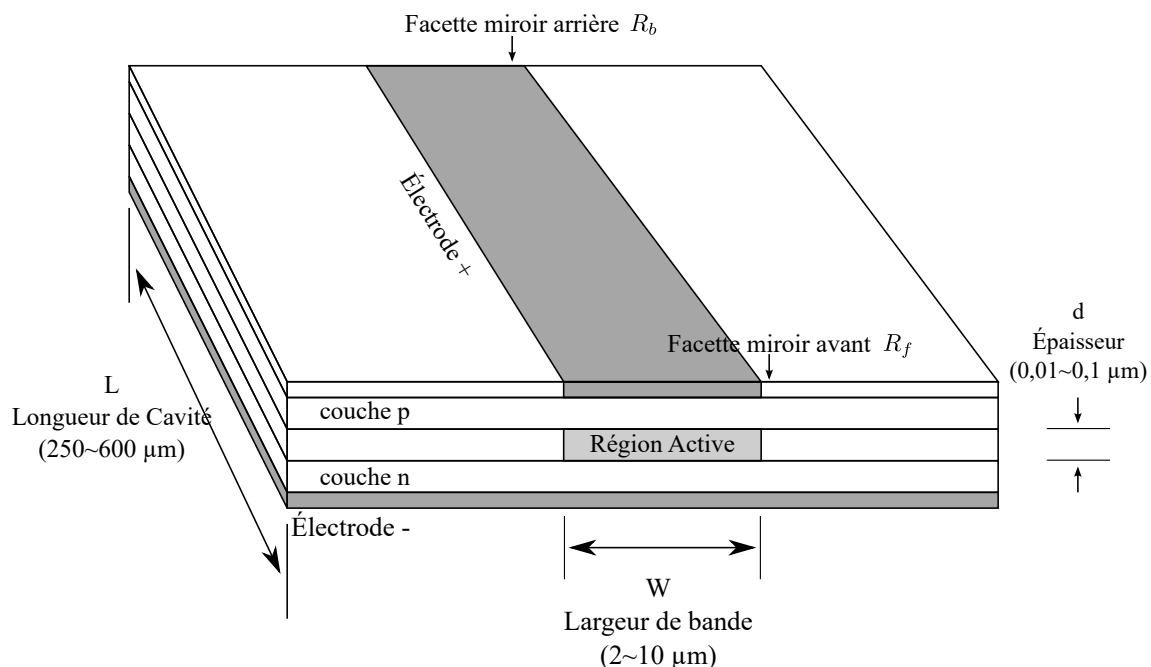 Facette miroir arrière R_b
Électrode +
Facette miroir avant R_f
d
Épaisseur
(0,01~0,1 µm)
L
Longueur de Cavité
(250~600 µm)
couche p
Région Active
couche n
Électrode -
W
Largeur de bande
(2~10 µm)